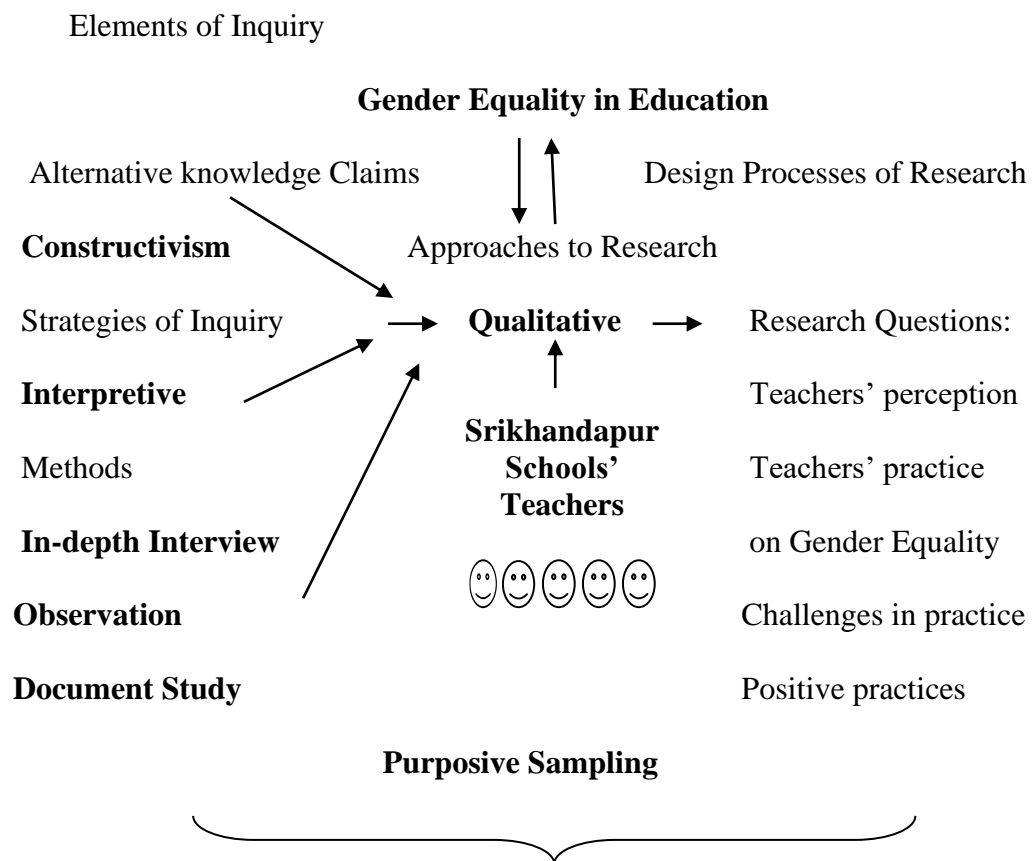 Elements of Inquiry
Gender Equality in Education
Alternative knowledge Claims
Design Processes of Research
Constructivism
Approaches to Research
Strategies of Inquiry
Qualitative
Research Questions:
Interpretive
Teachers’ perception
Srikhandapur
Schools’
Teachers
Methods
Teachers’ practice
In-depth Interview
on Gender Equality
Observation
Challenges in practice
Document Study
Positive practices
Purposive Sampling